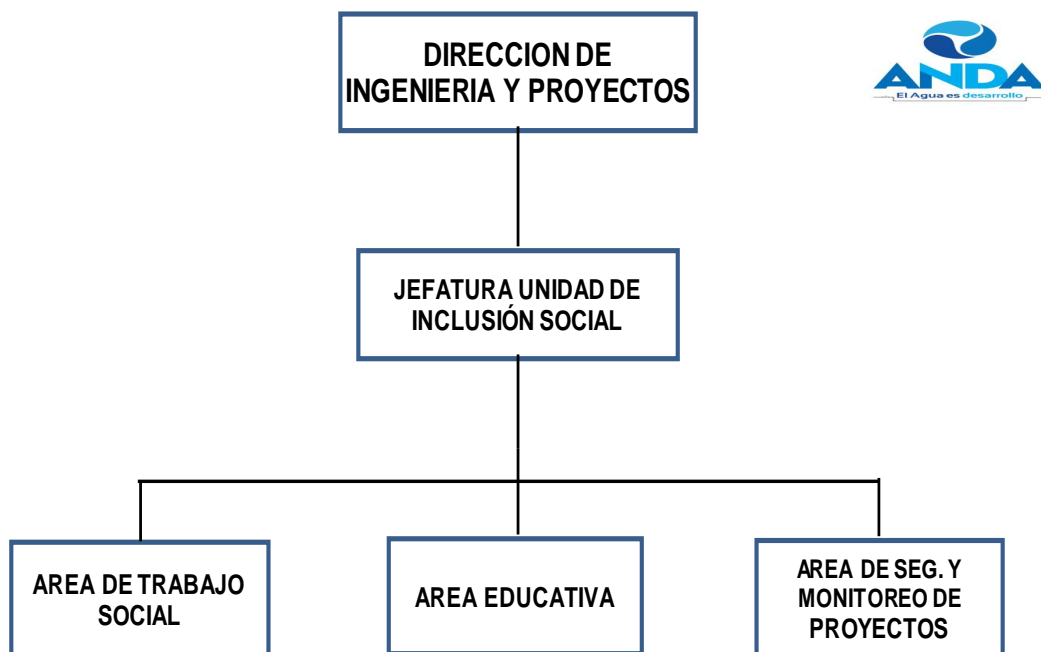 DIRECCION DE
INGENIERIA Y PROYECTOS
ANDA
El Agua es desarrollo
JEFATURA UNIDAD DE
INCLUSIÓN SOCIAL
AREA DE TRABAJO
SOCIAL
AREA EDUCATIVA
AREA DE SEG. Y
MONITOREO DE
PROYECTOS